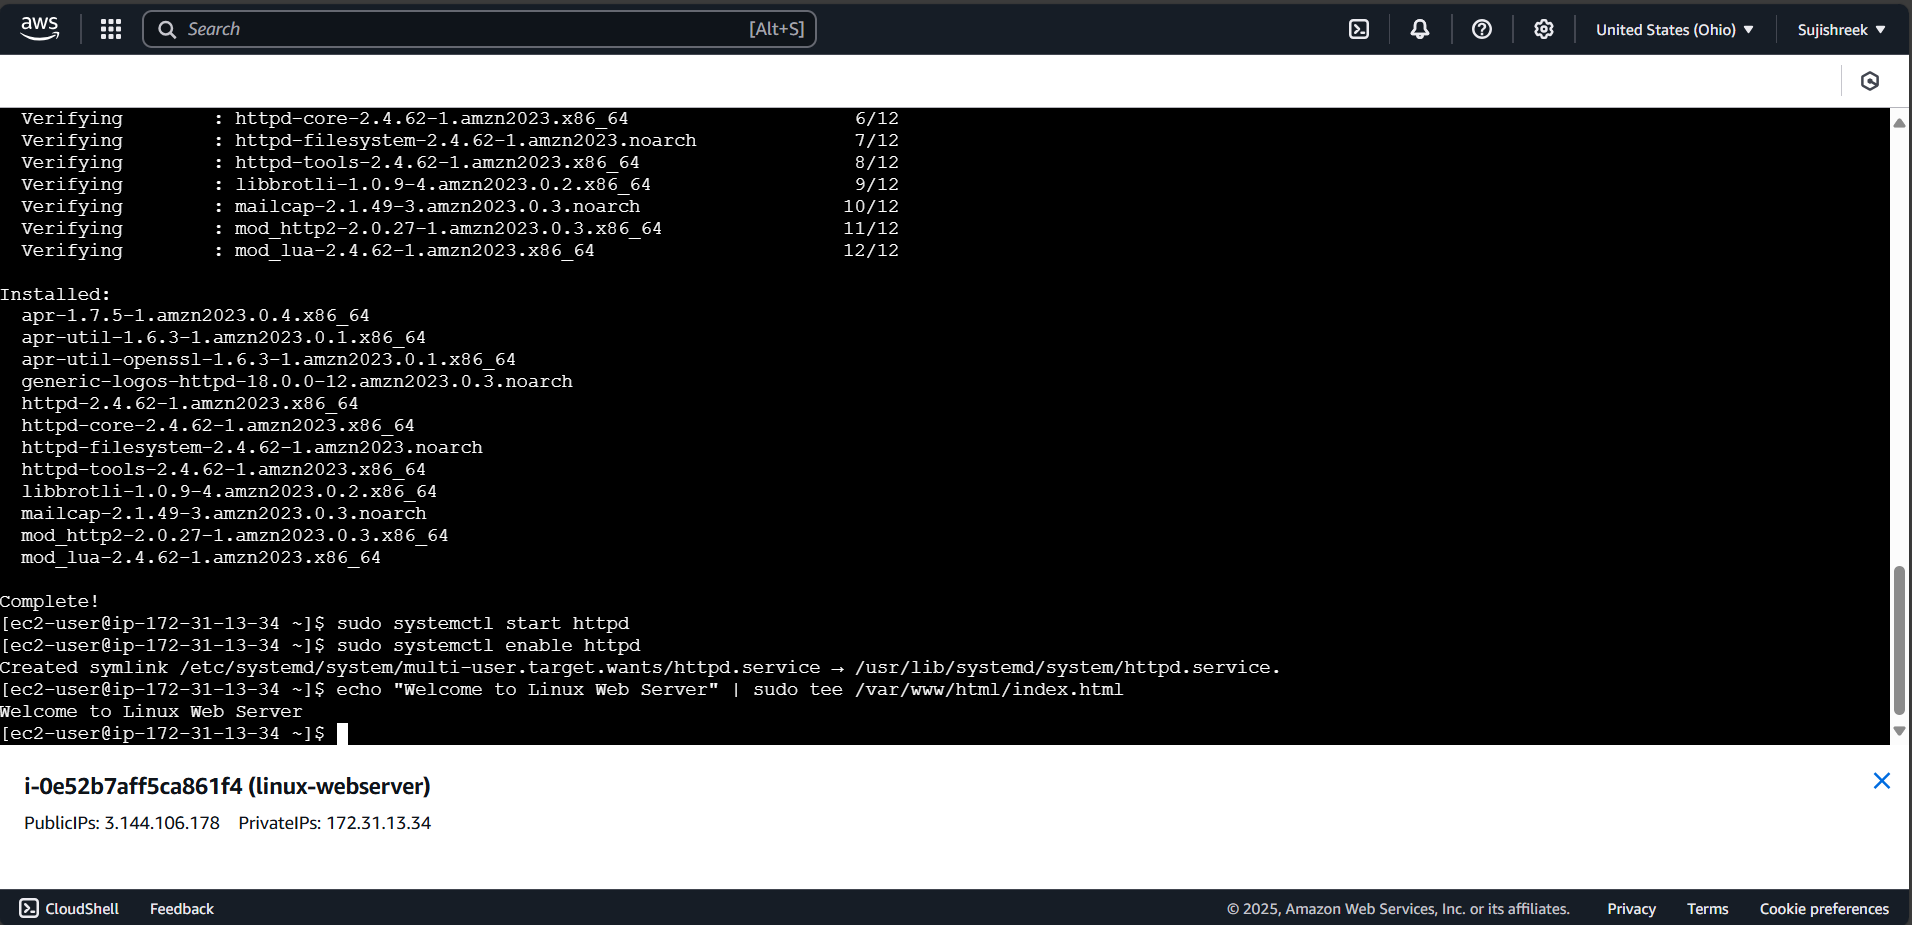 aws
Search [Alt+S]
United States (Ohio)
Sujishreek
Verifying : httpd-core-2.4.62-1.amzn2023.x86_64 6/12
Verifying : httpd-filesystem-2.4.62-1.amzn2023.noarch 7/12
Verifying : httpd-tools-2.4.62-1.amzn2023.x86_64 8/12
Verifying : libbrotli-1.0.9-4.amzn2023.0.2.x86_64 9/12
Verifying : mailcap-2.1.49-3.amzn2023.0.3.noarch 10/12
Verifying : mod_http2-2.0.27-1.amzn2023.0.3.x86_64 11/12
Verifying : mod_lua-2.4.62-1.amzn2023.x86_64 12/12
Installed:
apr-1.7.5-1.amzn2023.0.4.x86_64
apr-util-1.6.3-1.amzn2023.0.1.x86_64
apr-util-openssl-1.6.3-1.amzn2023.0.1.x86_64
generic-logos-httpd-18.0.0-12.amzn2023.0.3.noarch
httpd-2.4.62-1.amzn2023.x86_64
httpd-core-2.4.62-1.amzn2023.x86_64
httpd-filesystem-2.4.62-1.amzn2023.noarch
httpd-tools-2.4.62-1.amzn2023.x86_64
libbrotli-1.0.9-4.amzn2023.0.2.x86_64
mailcap-2.1.49-3.amzn2023.0.3.noarch
mod_http2-2.0.27-1.amzn2023.0.3.x86_64
mod_lua-2.4.62-1.amzn2023.x86_64
Complete!
[ec2-user@ip-172-31-13-34 ~]$ sudo systemctl start httpd
[ec2-user@ip-172-31-13-34 ~]$ sudo systemctl enable httpd
Created symlink /etc/systemd/system/multi-user.target.wants/httpd.service → /usr/lib/systemd/system/httpd.service.
[ec2-user@ip-172-31-13-34 ~]$ echo "Welcome to Linux Web Server" | sudo tee /var/www/html/index.html
Welcome to Linux Web Server
[ec2-user@ip-172-31-13-34 ~]$
i-0e52b7aff5ca861f4 (linux-webserver)
PublicIPs: 3.144.106.178 PrivateIPs: 172.31.13.34
CloudShell Feedback © 2025, Amazon Web Services, Inc. or its affiliates. Privacy Terms Cookie preferences